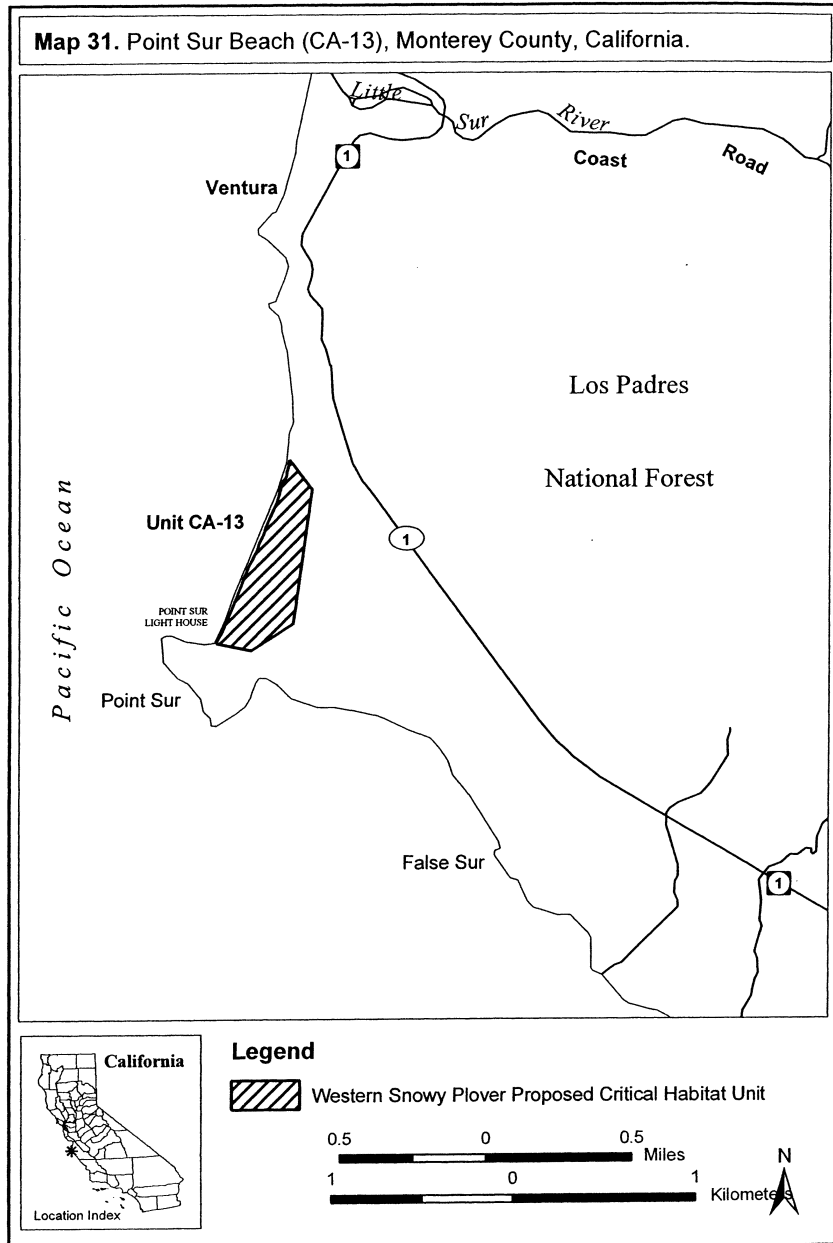 Map 31. Point Sur Beach (CA-13), Monterey County, California.
Little
Sur
River
1
Coast
Road
Ventura
Los Padres
National Forest
Pacific Ocean
Unit CA-13
1
POINT SUR
LIGHT HOUSE
Point Sur
False Sur
1
California
Location Index
Legend
Western Snowy Plover Proposed Critical Habitat Unit
0.5 0 0.5
Miles
1 0 1
Kilometers
N